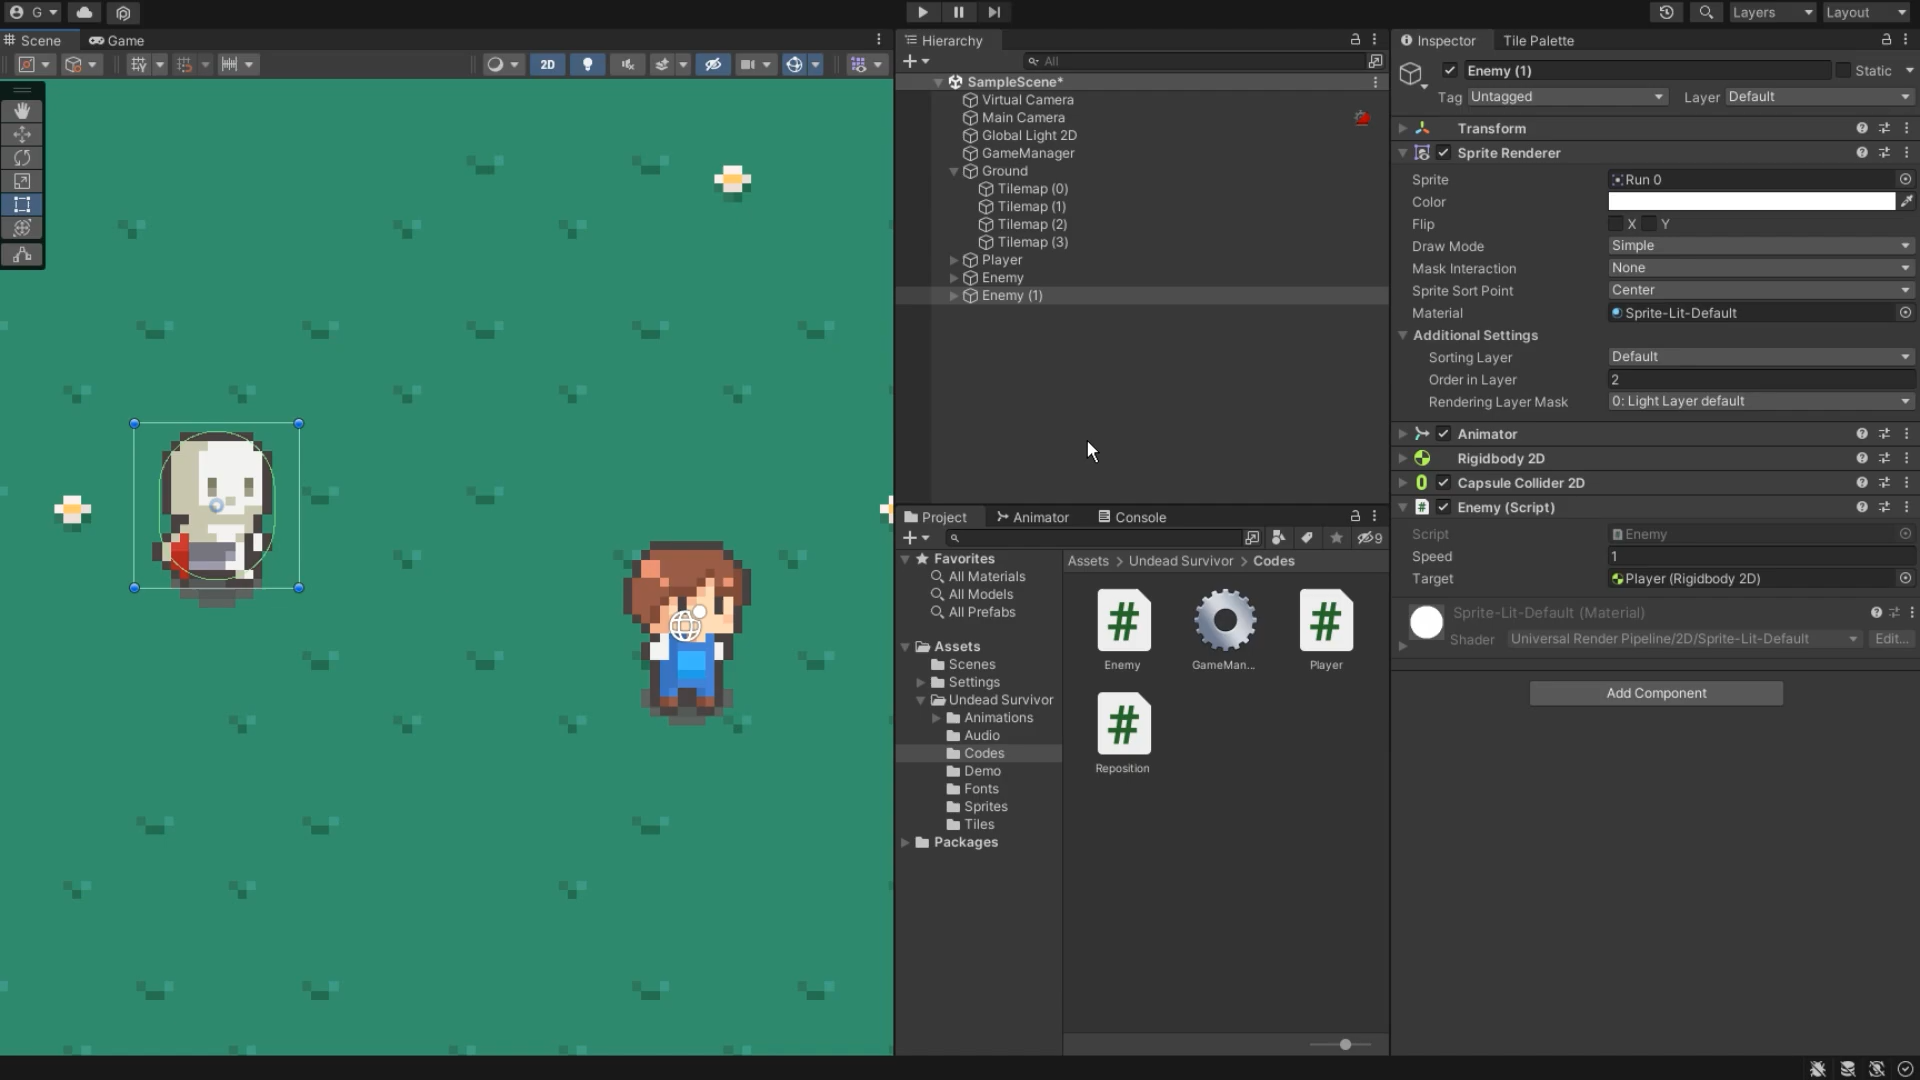 G
Layers
Layout
Scene
Game
2D
Hierarchy
All
SampleScene*
Virtual Camera
Main Camera
Global Light 2D
GameManager
Ground
Tilemap (0)
Tilemap (1)
Tilemap (2)
Tilemap (3)
Player
Enemy
Enemy (1)
Project
Animator
Console
9
Favorites
All Materials
All Models
All Prefabs
Assets
Scenes
Settings
Undead Survivor
Animations
Audio
Codes
Demo
Fonts
Sprites
Tiles
Packages
Assets > Undead Survivor > Codes
Enemy
GameMan...
Player
Reposition
Inspector
Tile Palette
Enemy (1)
Static
Tag Untagged
Layer Default
Transform
Sprite Renderer
Sprite Run 0
Color
Flip X Y
Draw Mode Simple
Mask Interaction None
Sprite Sort Point Center
Material Sprite-Lit-Default
Additional Settings
Sorting Layer Default
Order in Layer 2
Rendering Layer Mask 0: Light Layer default
Animator
Rigidbody 2D
Capsule Collider 2D
Enemy (Script)
Script Enemy
Speed 1
Target Player (Rigidbody 2D)
Sprite-Lit-Default (Material)
Shader Universal Render Pipeline/2D/Sprite-Lit-Default Edit...
Add Component